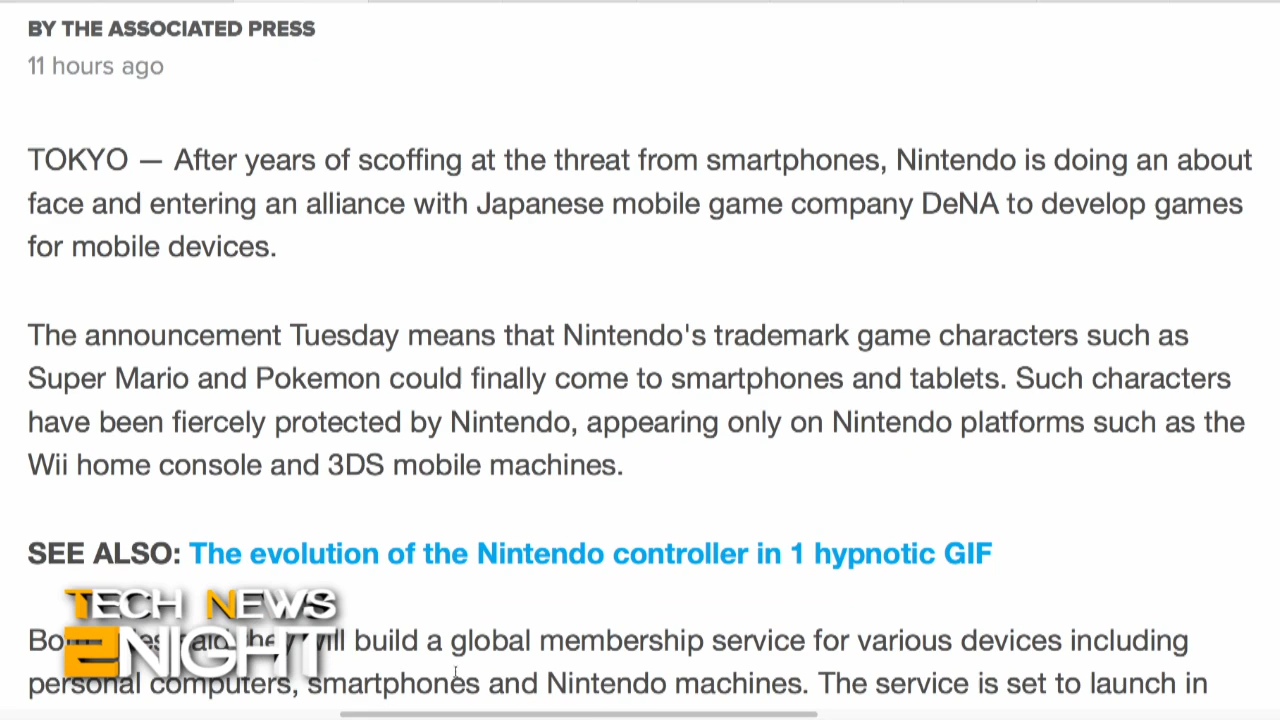 BY THE ASSOCIATED PRESS
11 hours ago
TOKYO — After years of scoffing at the threat from smartphones, Nintendo is doing an about
face and entering an alliance with Japanese mobile game company DeNA to develop games
for mobile devices.
The announcement Tuesday means that Nintendo's trademark game characters such as
Super Mario and Pokemon could finally come to smartphones and tablets. Such characters
have been fiercely protected by Nintendo, appearing only on Nintendo platforms such as the
Wii home console and 3DS mobile machines.
SEE ALSO: The evolution of the Nintendo controller in 1 hypnotic GIF
TECH NEWS
2NIGHT
said they will build a global membership service for various devices including
personal computers, smartphones and Nintendo machines. The service is set to launch in